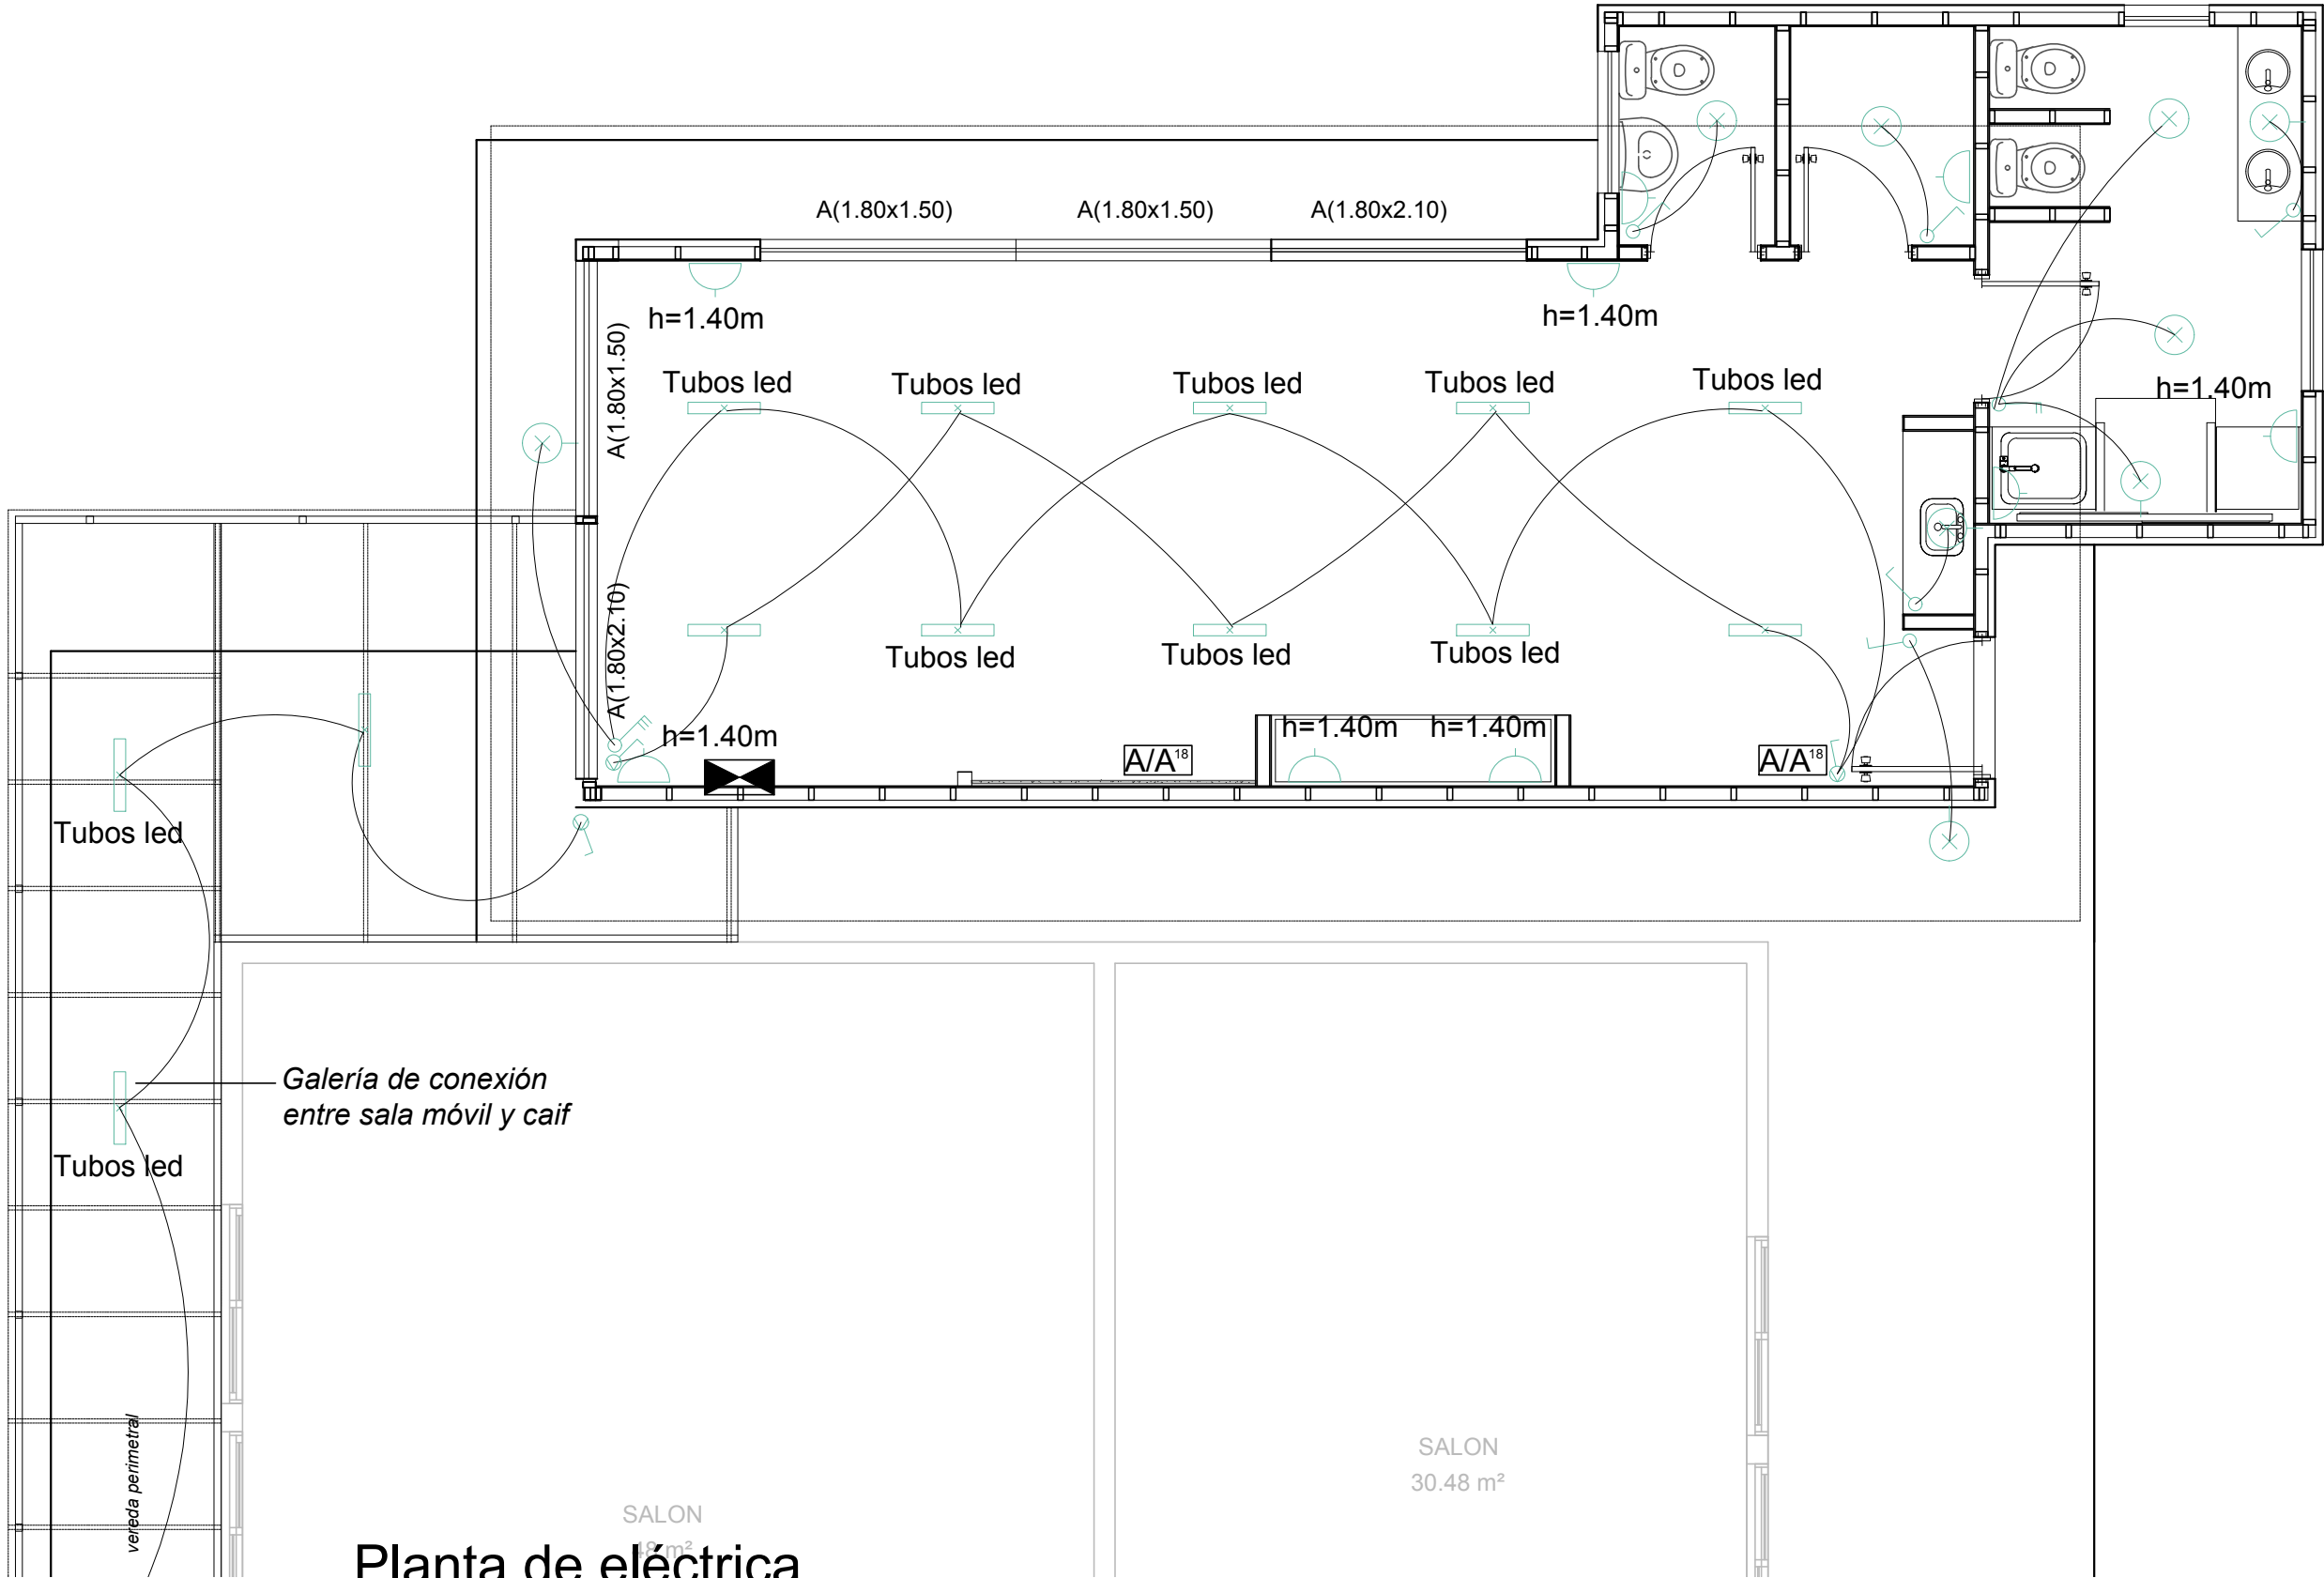 A(1.80x1.50)
A(1.80x1.50)
A(1.80x2.10)
h=1.40m
h=1.40m
A(1.80x1.50)
Tubos led
Tubos led
Tubos led
Tubos led
Tubos led
h=1.40m
A(1.80x2.10)
Tubos led
Tubos led
Tubos led
h=1.40m
h=1.40m
h=1.40m
A/A18
A/A18
Tubos led
Galería de conexión
entre sala móvil y caif
Tubos led
vereda perimetral
SALON
30.48 m²
SALON
48 m²
Planta de eléctrica